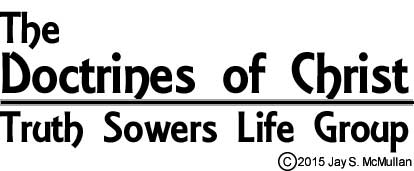 The
Doctrines of Christ
Truth Sowers Life Group
©2015 Jay S. McMullan